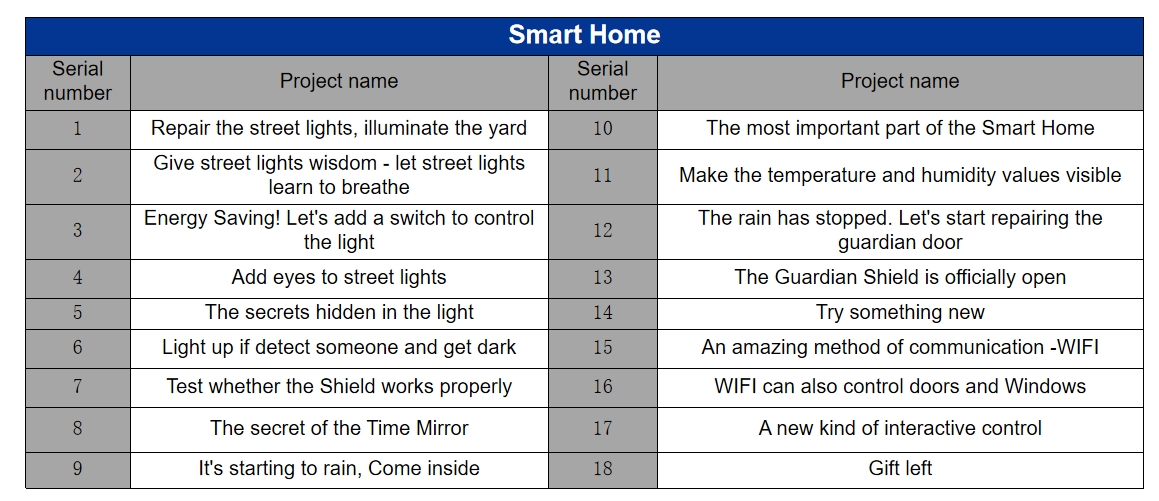 Smart Home
Serial number | Project name | Serial number | Project name
1 | Repair the street lights, illuminate the yard | 10 | The most important part of the Smart Home
2 | Give street lights wisdom - let street lights learn to breathe | 11 | Make the temperature and humidity values visible
3 | Energy Saving! Let's add a switch to control the light | 12 | The rain has stopped. Let's start repairing the guardian door
4 | Add eyes to street lights | 13 | The Guardian Shield is officially open
5 | The secrets hidden in the light | 14 | Try something new
6 | Light up if detect someone and get dark | 15 | An amazing method of communication -WIFI
7 | Test whether the Shield works properly | 16 | WIFI can also control doors and Windows
8 | The secret of the Time Mirror | 17 | A new kind of interactive control
9 | It's starting to rain, Come inside | 18 | Gift left